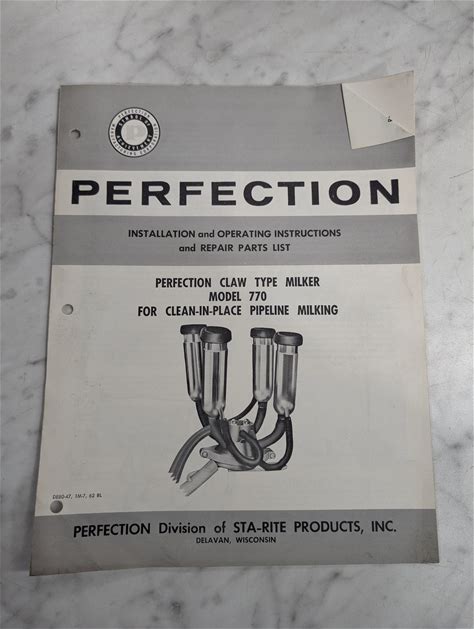 PERFECTION
INSTALLATION and OPERATING INSTRUCTIONS
and REPAIR PARTS LIST
PERFECTION CLAW TYPE MILKER
MODEL 770
FOR CLEAN-IN-PLACE PIPELINE MILKING
PERFECTION Division of STA-RITE PRODUCTS, INC.
DELAVAN, WISCONSIN